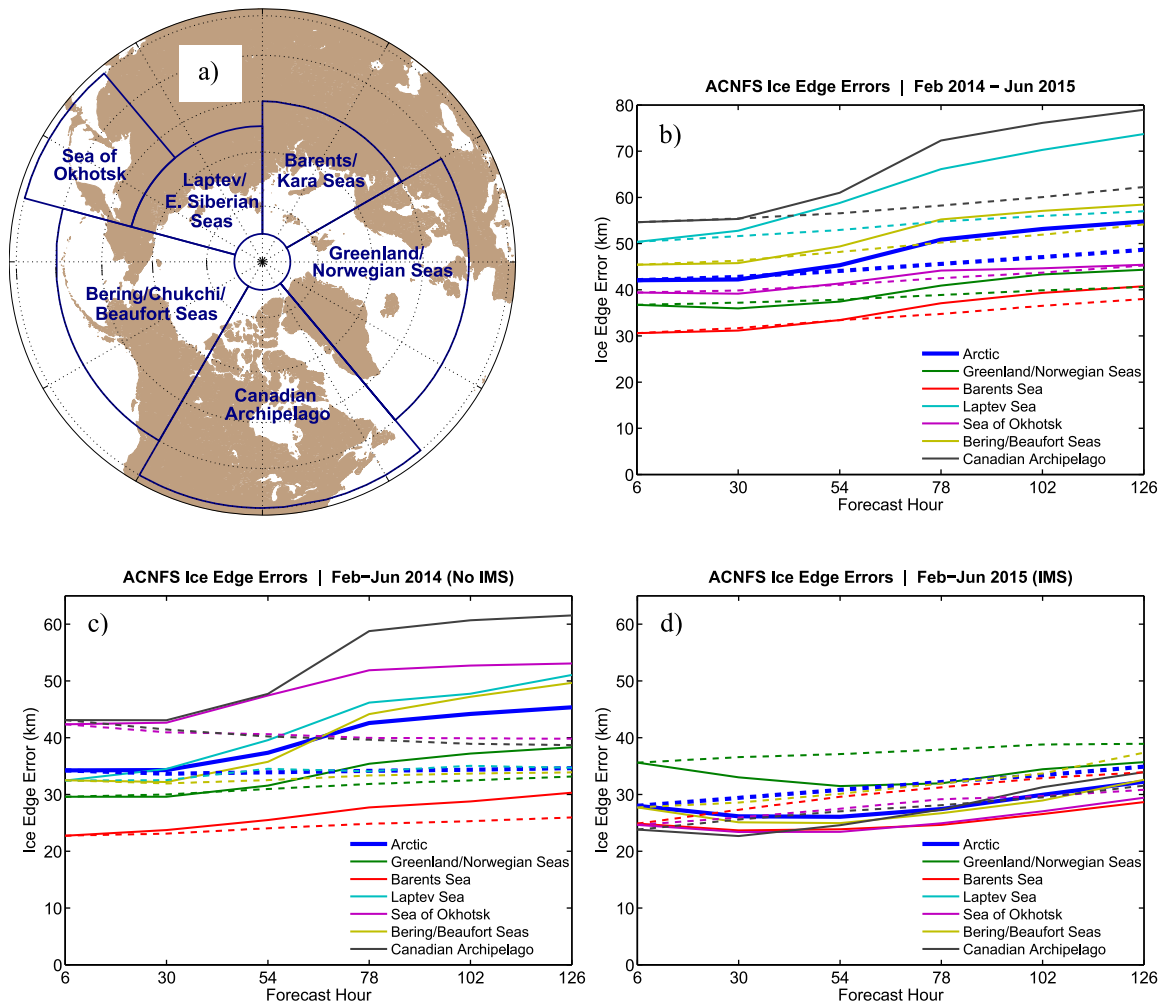 a)
Sea of
Okhotsk
Laptev/
E. Siberian
Seas
Barents/
Kara Seas
Greenland/
Norwegian Seas
Bering/Chukchi/
Beaufort Seas
Canadian
Archipelago
ACNFS Ice Edge Errors | Feb 2014 – Jun 2015
b)
Ice Edge Error (km)
80
70
60
50
40
30
20
10
0
6 30 54 78 102 126
Forecast Hour
Arctic
Greenland/Norwegian Seas
Barents Sea
Laptev Sea
Sea of Okhotsk
Bering/Beaufort Seas
Canadian Archipelago
ACNFS Ice Edge Errors | Feb–Jun 2014 (No IMS)
c)
Ice Edge Error (km)
60
50
40
30
20
10
0
6 30 54 78 102 126
Forecast Hour
Arctic
Greenland/Norwegian Seas
Barents Sea
Laptev Sea
Sea of Okhotsk
Bering/Beaufort Seas
Canadian Archipelago
ACNFS Ice Edge Errors | Feb–Jun 2015 (IMS)
d)
Ice Edge Error (km)
60
50
40
30
20
10
0
6 30 54 78 102 126
Forecast Hour
Arctic
Greenland/Norwegian Seas
Barents Sea
Laptev Sea
Sea of Okhotsk
Bering/Beaufort Seas
Canadian Archipelago